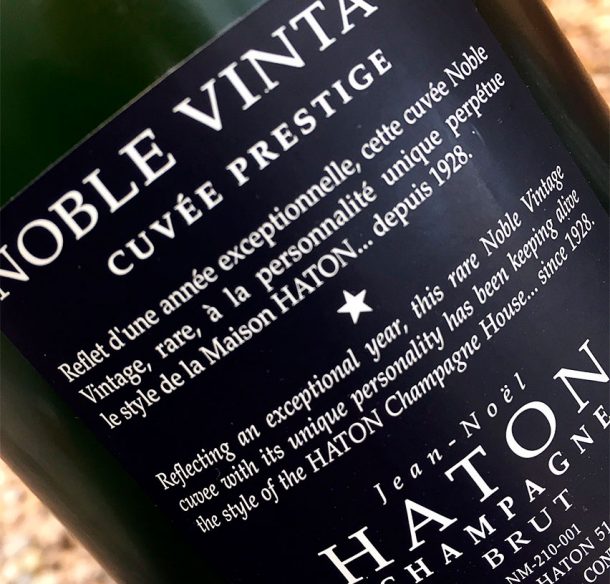 NOBLE VINTA
CUVÉE PRESTIGE
Reflet d'une année exceptionnelle, cette cuvée Noble
Vintage, rare, à la personnalité unique perpétue
le style de la Maison HATON... depuis 1928.
Reflecting an exceptional year, this rare Noble Vintage
cuvee with its unique personality has been keeping alive
the style of the HATON Champagne House... since 1928.
Jean-Noël
HATON
CHAMPAGNE
BRUT
NM-210-001
HATON 51
CON